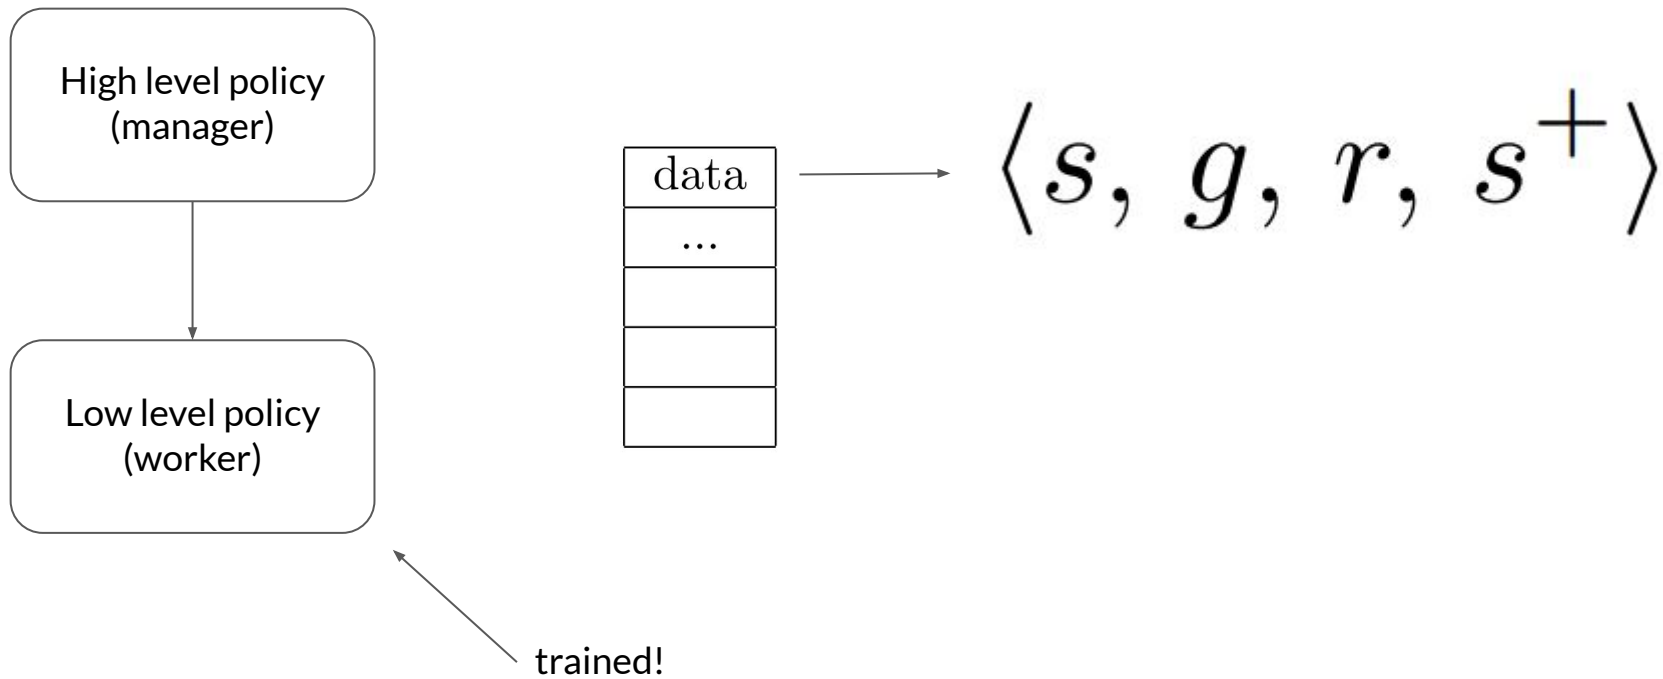 High level policy
(manager)
data
...
⟨s, g, r, s⁺⟩
Low level policy
(worker)
trained!